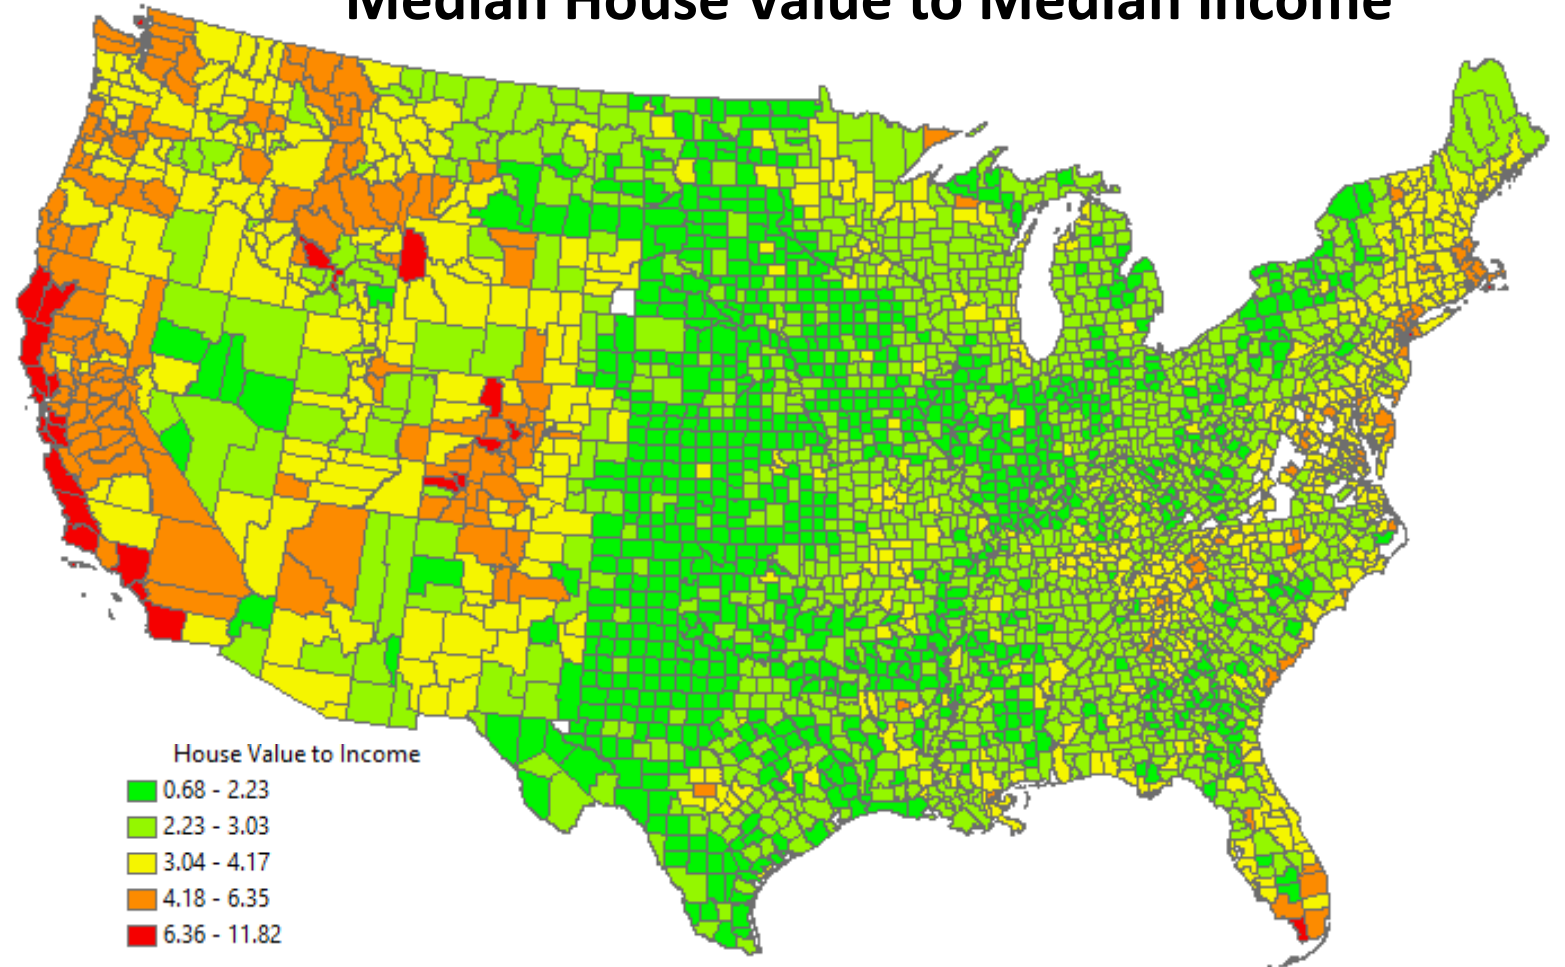 Median House Value to Median Income
House Value to Income
0.68 - 2.23
2.23 - 3.03
3.04 - 4.17
4.18 - 6.35
6.36 - 11.82